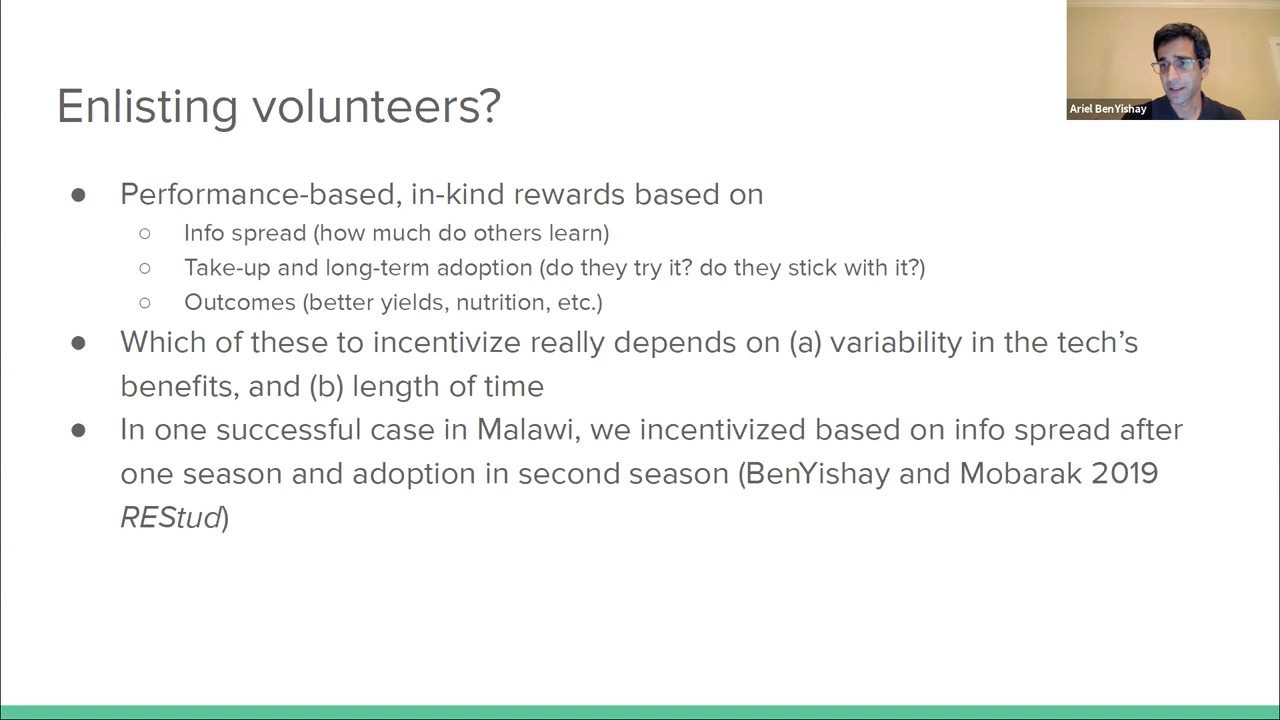 Enlisting volunteers?
Ariel BenYishay
● Performance-based, in-kind rewards based on
○ Info spread (how much do others learn)
○ Take-up and long-term adoption (do they try it? do they stick with it?)
○ Outcomes (better yields, nutrition, etc.)
● Which of these to incentivize really depends on (a) variability in the tech’s
benefits, and (b) length of time
● In one successful case in Malawi, we incentivized based on info spread after
one season and adoption in second season (BenYishay and Mobarak 2019
REStud)